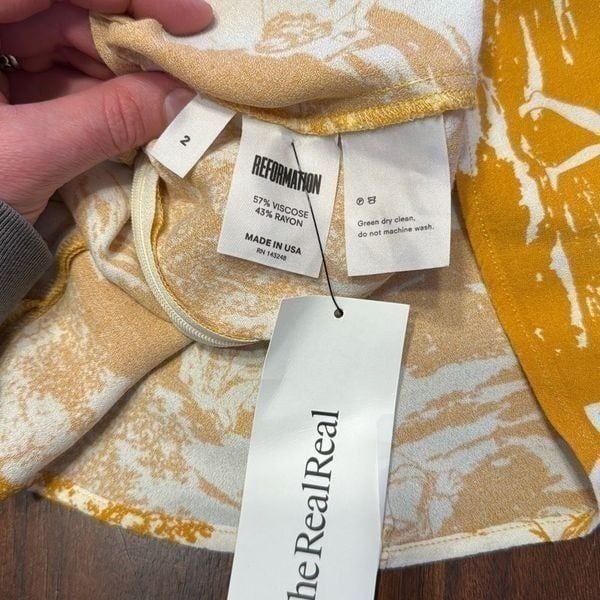 2
REFORMATION
57% VISCOSE
43% RAYON
MADE IN USA
RN 143248
Green dry clean,
do not machine wash.
The RealReal